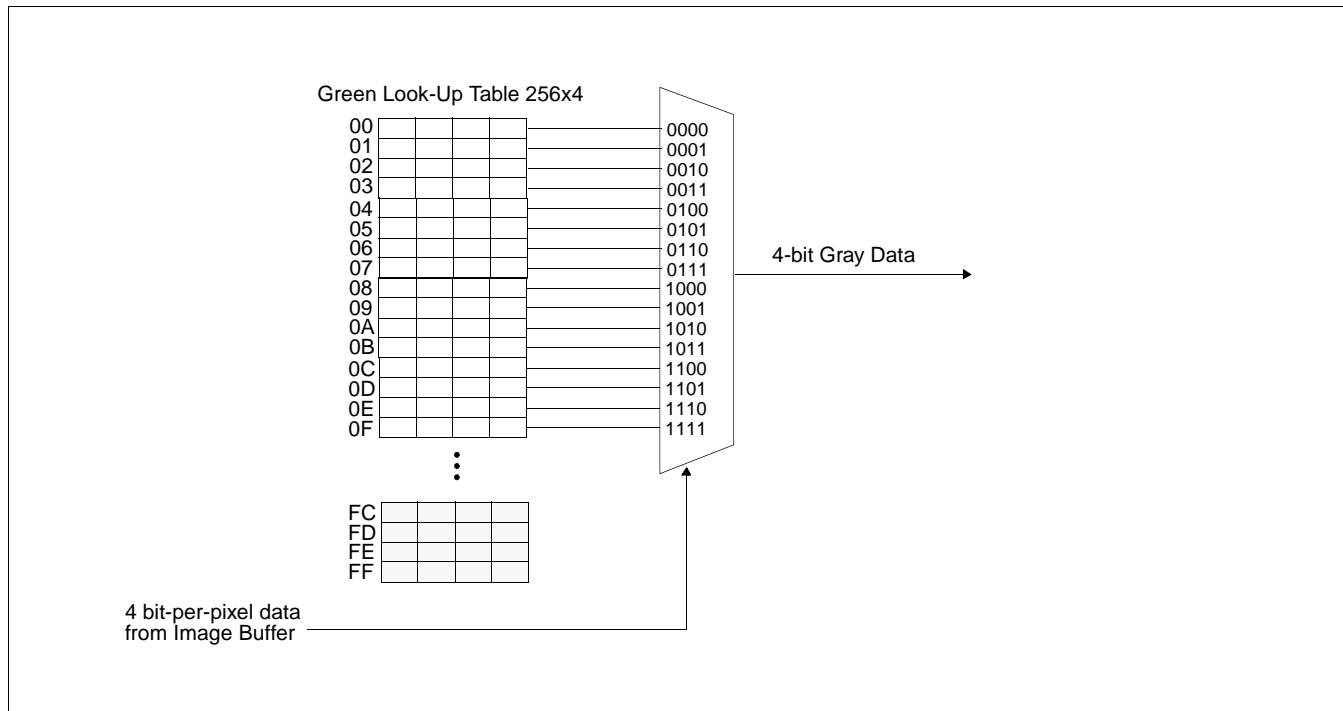 Green Look-Up Table 256x4
00 0000
01 0001
02 0010
03 0011
04 0100
05 0101
06 0110
07 0111
4-bit Gray Data
08 1000
09 1001
0A 1010
0B 1011
0C 1100
0D 1101
0E 1110
0F 1111
FC
FD
FE
FF
4 bit-per-pixel data
from Image Buffer